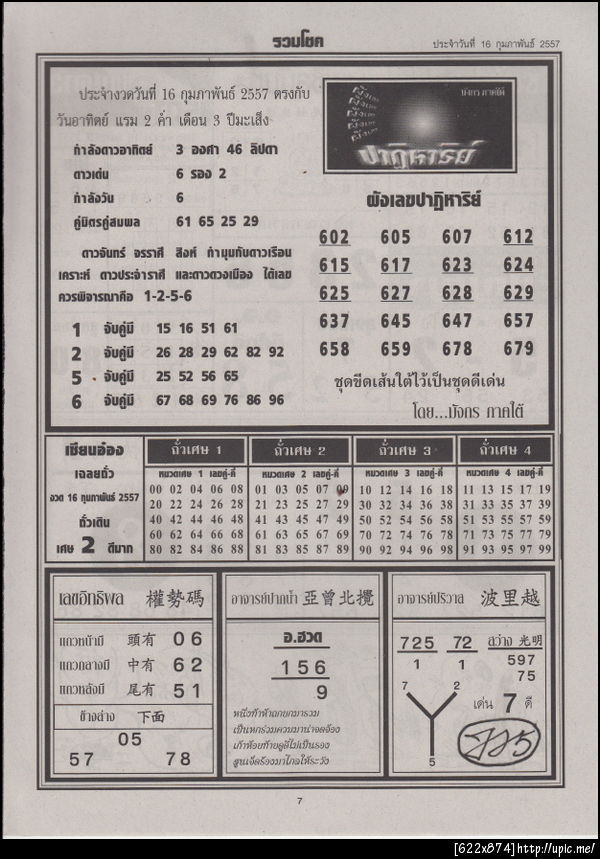 รวมโชค
ประจำวันที่ 16 กุมภาพันธ์ 2557
ประจำงวดวันที่ 16 กุมภาพันธ์ 2557 ตรงกับ
วันอาทิตย์ แรม 2 ค่ำ เดือน 3 ปีมะเส็ง
กำลังดาวอาทิตย์ 3 องศา 46 ลิปดา
ดาวเด่น 6 รอง 2
กำลังวัน 6
คู่มิตรคู่สมพล 61 65 25 29
ดาวจันทร์ จรราศี สิงห์ ทำมุมกับดาวเรือน
เคราะห์ ดาวประจำราศี และดาวดวงเมือง ได้เลข
ควรพิจารณาคือ 1-2-5-6
1 จับคู่มี 15 16 51 61
2 จับคู่มี 26 28 29 62 82 92
5 จับคู่มี 25 52 56 65
6 จับคู่มี 67 68 69 76 86 96
มังกร ภาคใต้
ปาฏิหาริย์
ผังเลขปาฏิหาริย์
602 605 607 612
615 617 623 624
625 627 628 629
637 645 647 657
658 659 678 679
ชุดขีดเส้นใต้ไว้เป็นชุดดีเด่น
โดย...มังกร ภาคใต้
เซียนฮ้อง
เฉลยถั่ว
งวด 16 กุมภาพันธ์ 2557
ถั่วเดิน
เศษ 2 ดีมาก
ถั่วเศษ 1
หมวดเศษ 1 เลขคู่-คี่
00 02 04 06 08
20 22 24 26 28
40 42 44 46 48
60 62 64 66 68
80 82 84 86 88
ถั่วเศษ 2
หมวดเศษ 2 เลขคู่-คี่
01 03 05 07 09
21 23 25 27 29
41 43 45 47 49
61 63 65 67 69
81 83 85 87 89
ถั่วเศษ 3
หมวดเศษ 3 เลขคู่-คี่
10 12 14 16 18
30 32 34 36 38
50 52 54 56 58
70 72 74 76 78
90 92 94 96 98
ถั่วเศษ 4
หมวดเศษ 4 เลขคู่-คี่
11 13 15 17 19
31 33 35 37 39
51 53 55 57 59
71 73 75 77 79
91 93 95 97 99
เลขอิทธิพล 權勢碼
แถวหน้ามี 頭有 0 6
แถวกลางมี 中有 6 2
แถวหลังมี 尾有 5 1
ข้างล่าง 下面
05
57 78
อาจารย์ปากน้ำ 亞曾北攪
อ.ฮวด
156
9
อาจารย์ปริวาส 波里越
725 72 สว่าง 光明
1 1 597
75
7 2
เด่น 7 ดี
5
725
7
[622x874]http://upic.me/